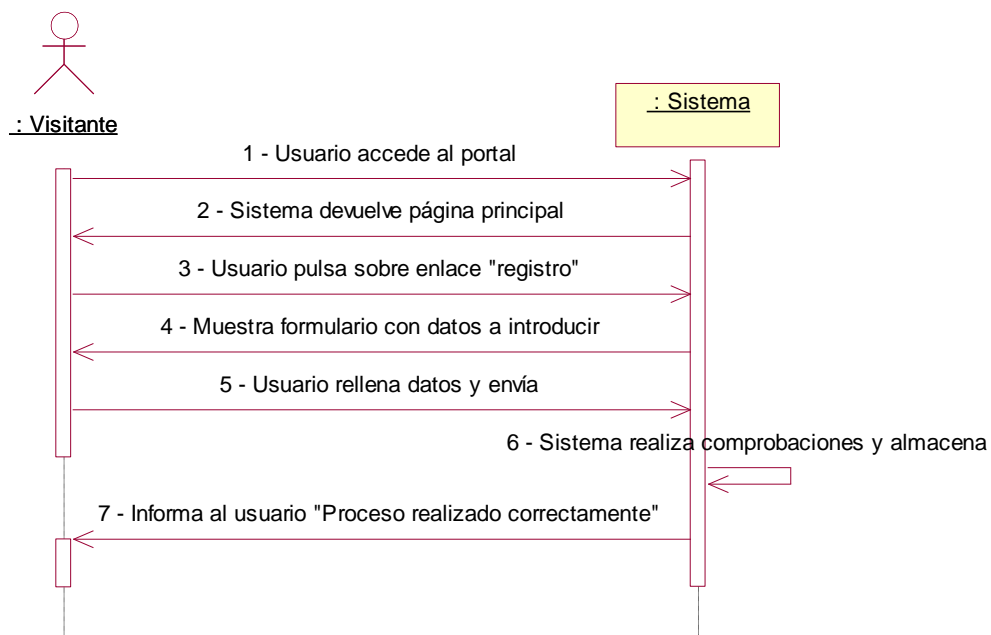 : Visitante
: Sistema
1 - Usuario accede al portal
2 - Sistema devuelve página principal
3 - Usuario pulsa sobre enlace "registro"
4 - Muestra formulario con datos a introducir
5 - Usuario rellena datos y envía
6 - Sistema realiza comprobaciones y almacena
7 - Informa al usuario "Proceso realizado correctamente"